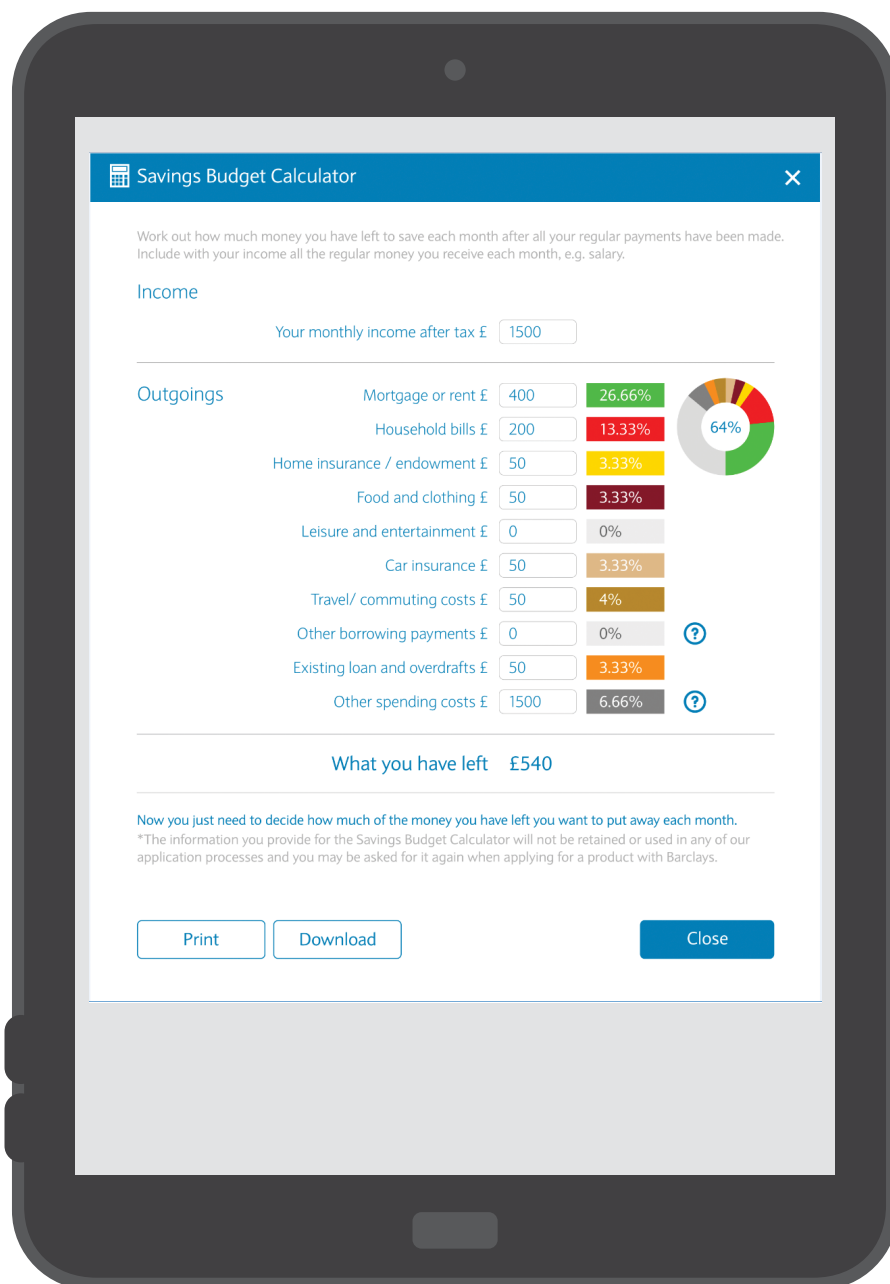 Savings Budget Calculator
Work out how much money you have left to save each month after all your regular payments have been made.
Include with your income all the regular money you receive each month, e.g. salary.
Income
Your monthly income after tax £ 1500
Outgoings Mortgage or rent £ 400 26.66%
Household bills £ 200 13.33% 64%
Home insurance / endowment £ 50 3.33%
Food and clothing £ 50 3.33%
Leisure and entertainment £ 0 0%
Car insurance £ 50 3.33%
Travel/ commuting costs £ 50 4%
Other borrowing payments £ 0 0% ?
Existing loan and overdrafts £ 50 3.33%
Other spending costs £ 1500 6.66% ?
What you have left £540
Now you just need to decide how much of the money you have left you want to put away each month.
*The information you provide for the Savings Budget Calculator will not be retained or used in any of our
application processes and you may be asked for it again when applying for a product with Barclays.
Print Download Close